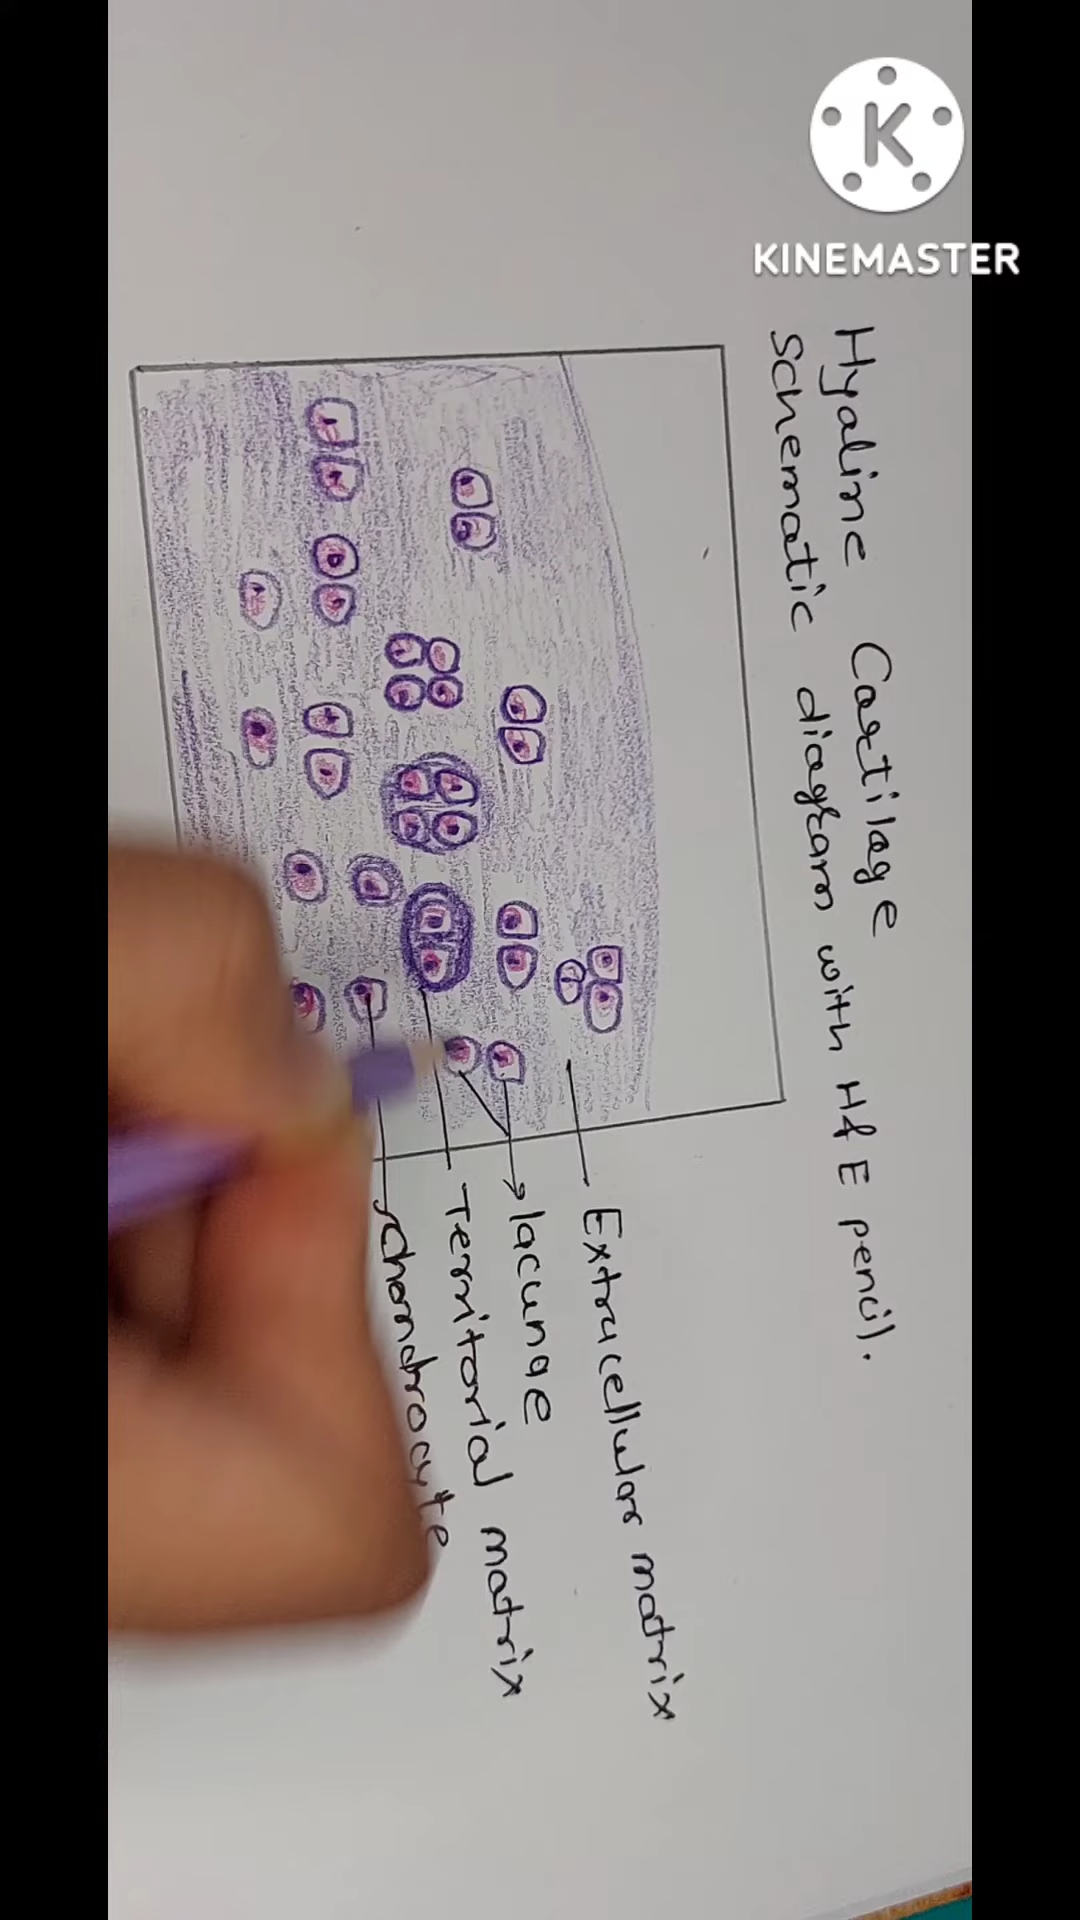 K
KINEMASTER
Hyaline Cartilage
Schematic diagram with H & E pencil.
Extracellular matrix
lacunae
Territorial matrix
Chondrocyte